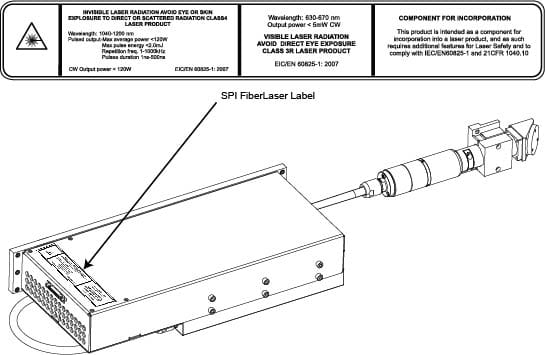 INVISIBLE LASER RADIATION AVOID EYE OR SKIN
EXPLOSURE TO DIRECT OR SCATTERED RADIATION CLASS4
LASER PRODUCT
Wavelength: 1040-1200 nm
Pulsed output-Max average power <120W
Max pulse energy <2.0mJ
Repetition freq, 1-1000kHz
Pulses duration 1ns-500ns
CW Output power = 120W
EIC/EN 60825-1: 2007
Wavelength: 630-670 nm
Output power < 5mW CW
VISIBLE LASER RADIATION
AVOID DIRECT EYE EXPOSURE
CLASS 3R LASER PRODUCT
EIC/EN 60825-1: 2007
COMPONENT FOR INCORPORATION
This product is intended as a component for
incorporation into a laser product, and as such
requires additional features for Laser Safety and to
comply with IEC/EN60825-1 and 21CFR 1040.10
SPI FiberLaser Label